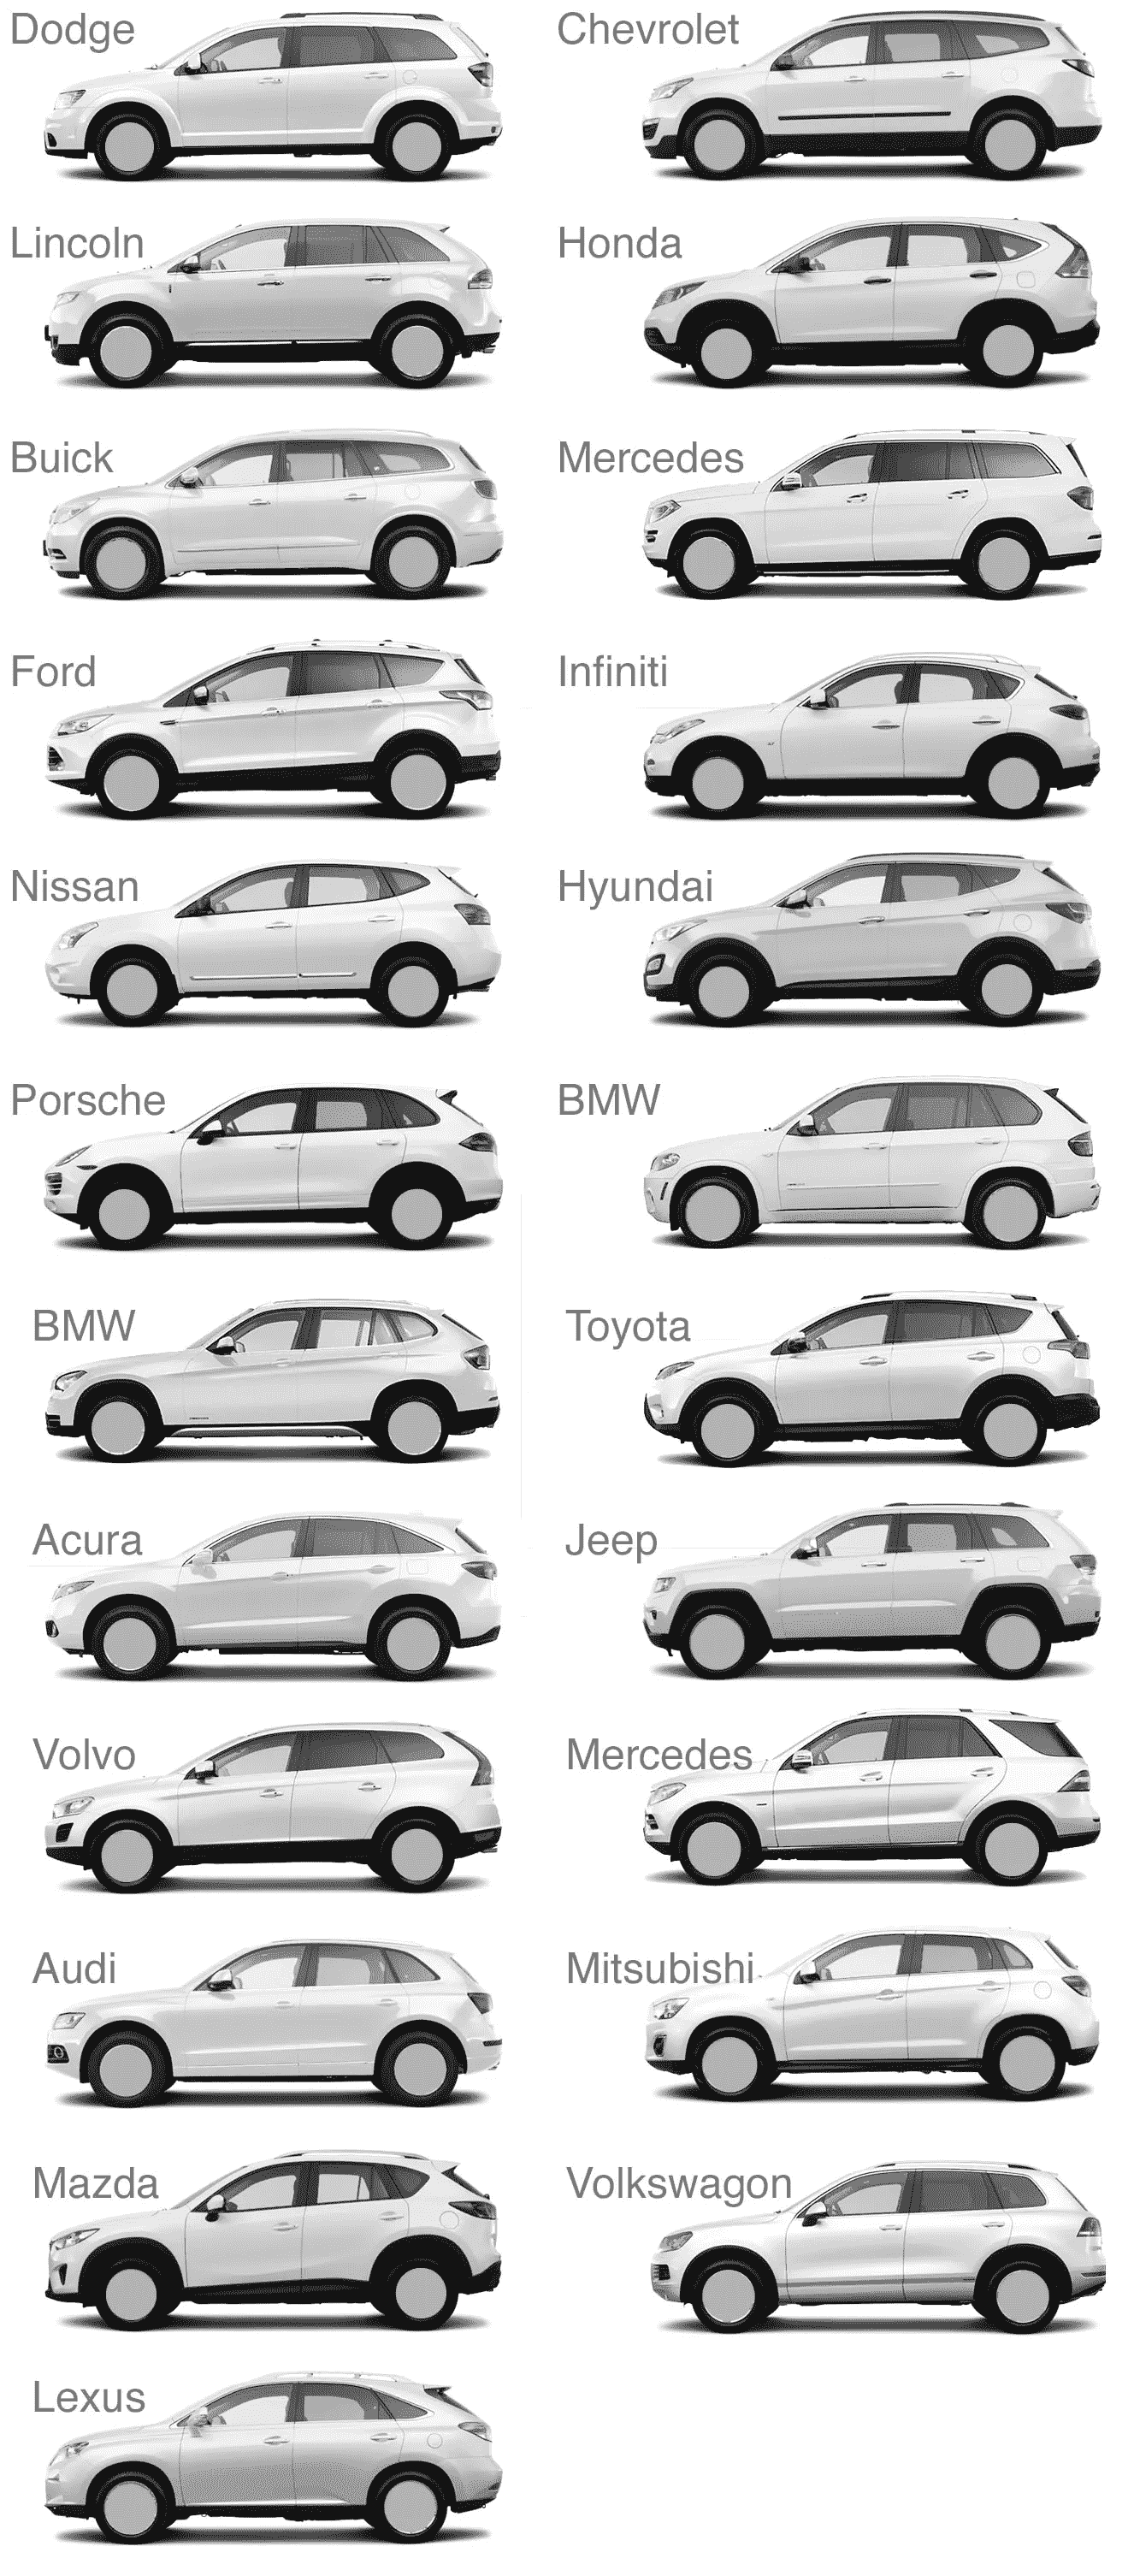 Dodge
Chevrolet
Lincoln
Honda
Buick
Mercedes
Ford
Infiniti
Nissan
Hyundai
Porsche
BMW
BMW
Toyota
Acura
Jeep
Volvo
Mercedes
Audi
Mitsubishi
Mazda
Volkswagon
Lexus